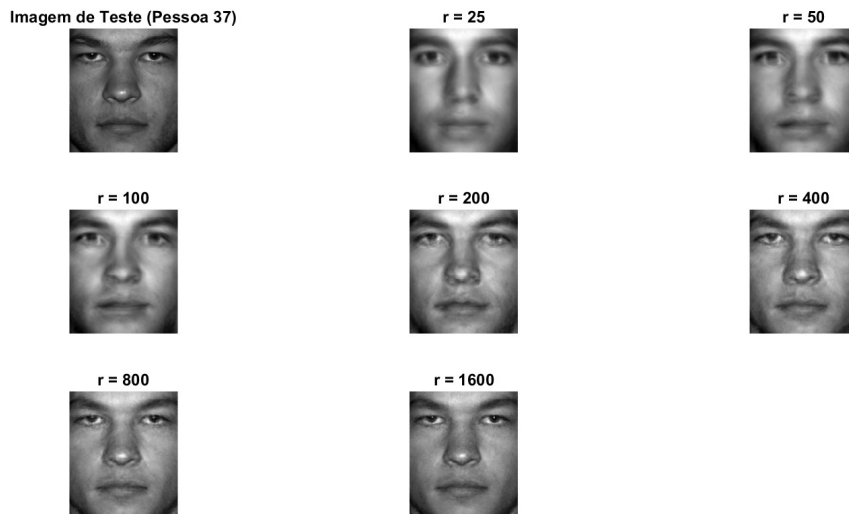 Imagem de Teste (Pessoa 37)
r = 25
r = 50
r = 100
r = 200
r = 400
r = 800
r = 1600